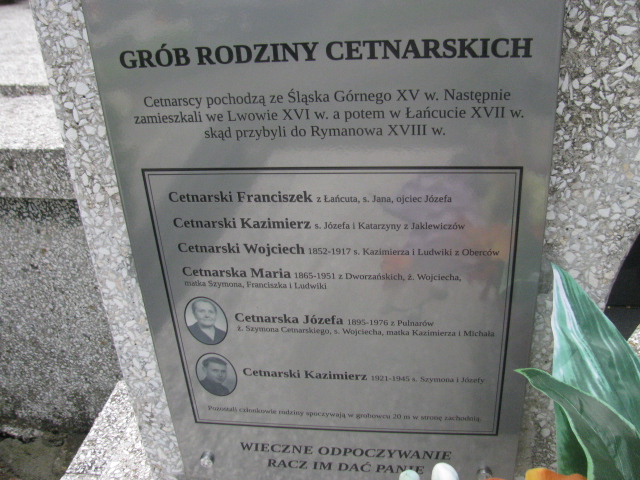 GRÓB RODZINY CETNARSKICH
Cetnarscy pochodzą ze Śląska Górnego XV w. Następnie
zamieszkali we Lwowie XVI w. a potem w Łańcucie XVII w.
skąd przybyli do Rymanowa XVIII w.
Cetnarski Franciszek z Łańcuta, s. Jana, ojciec Józefa
Cetnarski Kazimierz s. Józefa i Katarzyny z Jaklewiczów
Cetnarski Wojciech 1852-1917 s. Kazimierza i Ludwiki z Oberców
Cetnarska Maria 1865-1951 z Dworzańskich, ż. Wojciecha,
matka Szymona, Franciszka i Ludwiki
Cetnarska Józefa 1895-1976 z Pulnarów
ż. Szymona Cetnarskiego, s. Wojciecha, matka Kazimierza i Michała
Cetnarski Kazimierz 1921-1945 s. Szymona i Józefy
Pozostali członkowie rodziny spoczywają w grobowcu 20 m w stronę zachodnią.
WIECZNE ODPOCZYWANIE
RACZ IM DAĆ PANIE